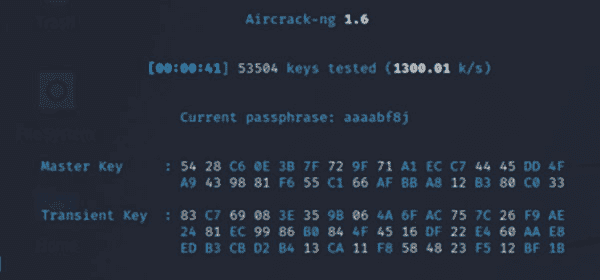 Aircrack-ng 1.6
[00:00:41] 53504 keys tested (1300.01 k/s)
Current passphrase: aaaabf8j
Master Key : 54 28 C6 0E 3B 7F 72 9F 71 A1 EC C7 44 45 DD 4F
A9 43 98 81 F6 55 C1 66 AF BB A8 12 B3 80 C0 33
Transient Key : 83 C7 69 08 3E 35 9B 06 4A 6F AC 75 7C 26 F9 AE
24 81 EC 99 86 B0 84 4F 45 16 DF 22 E4 60 AA E8
ED B3 CB D2 B4 13 CA 11 F8 58 48 23 F5 12 BF 1B